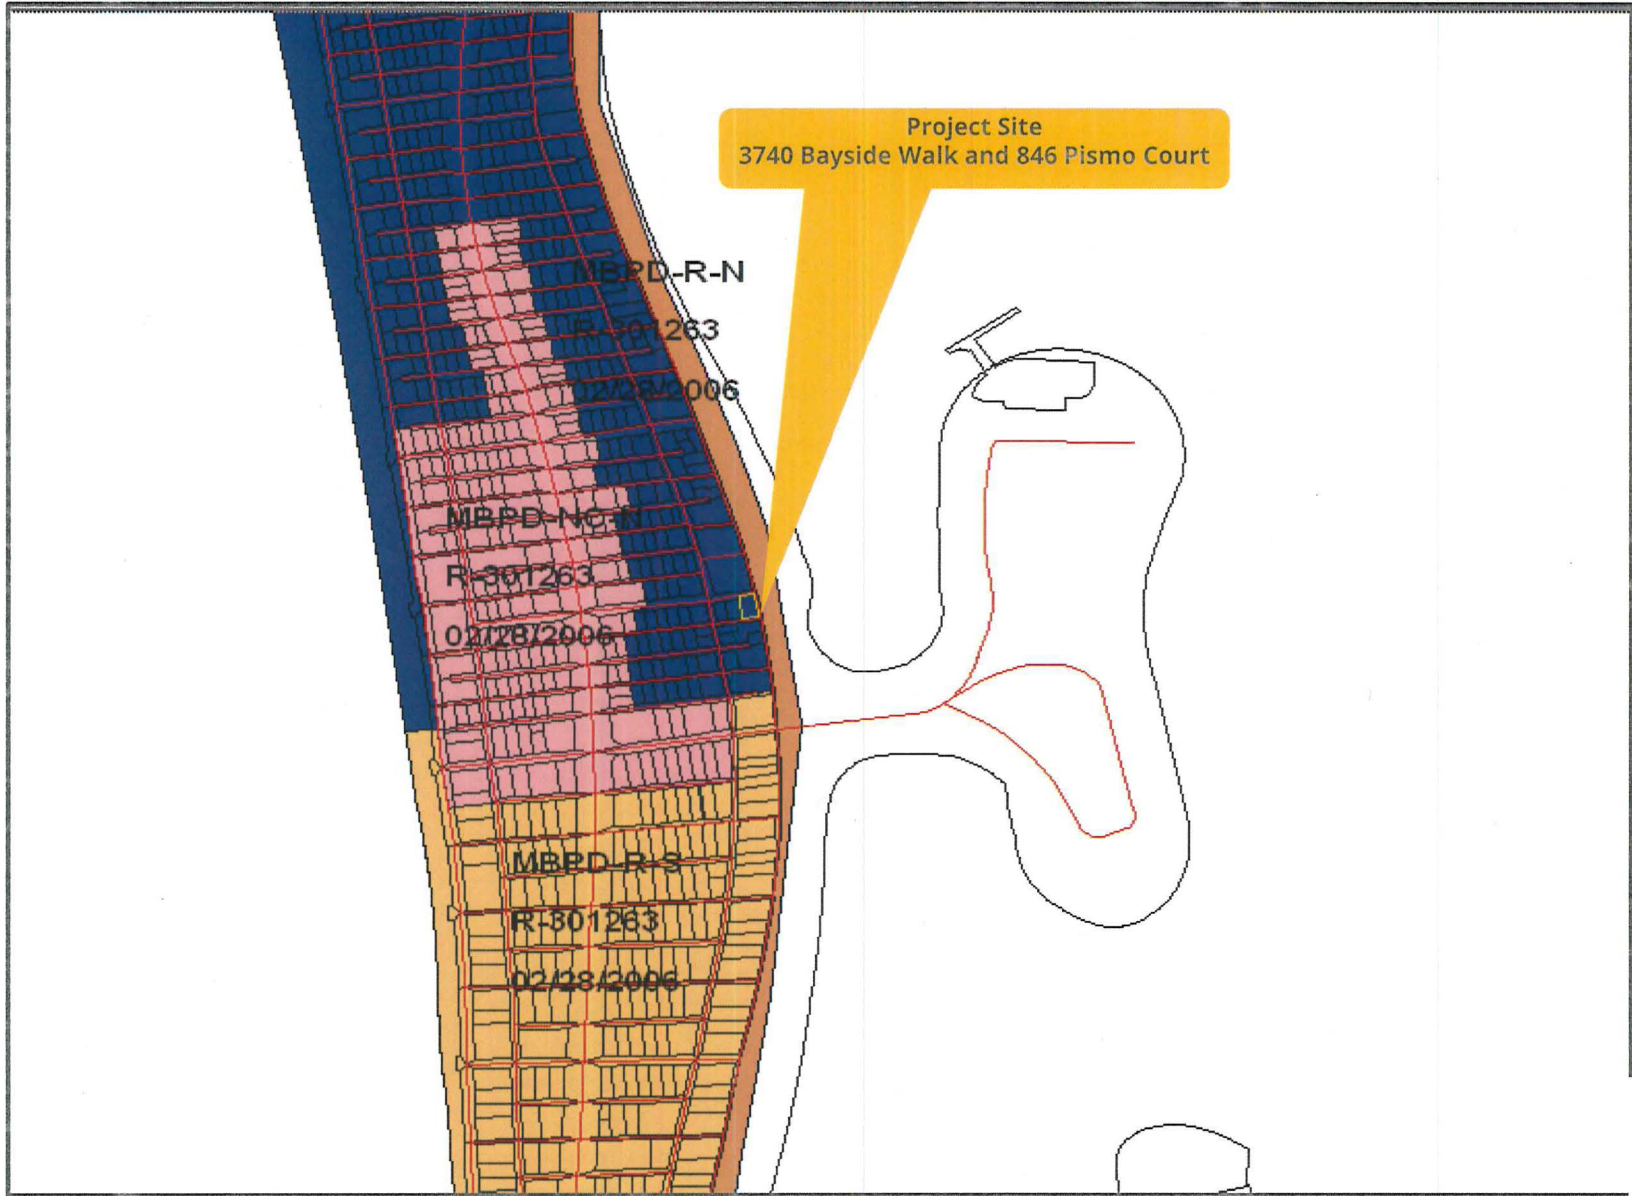 Project Site
3740 Bayside Walk and 846 Pismo Court
MBPD-R-N
R-301263
02/28/2006
MBPD-NC-N
R-301263
02/28/2006
MBPD-R-S
R-301263
02/28/2006